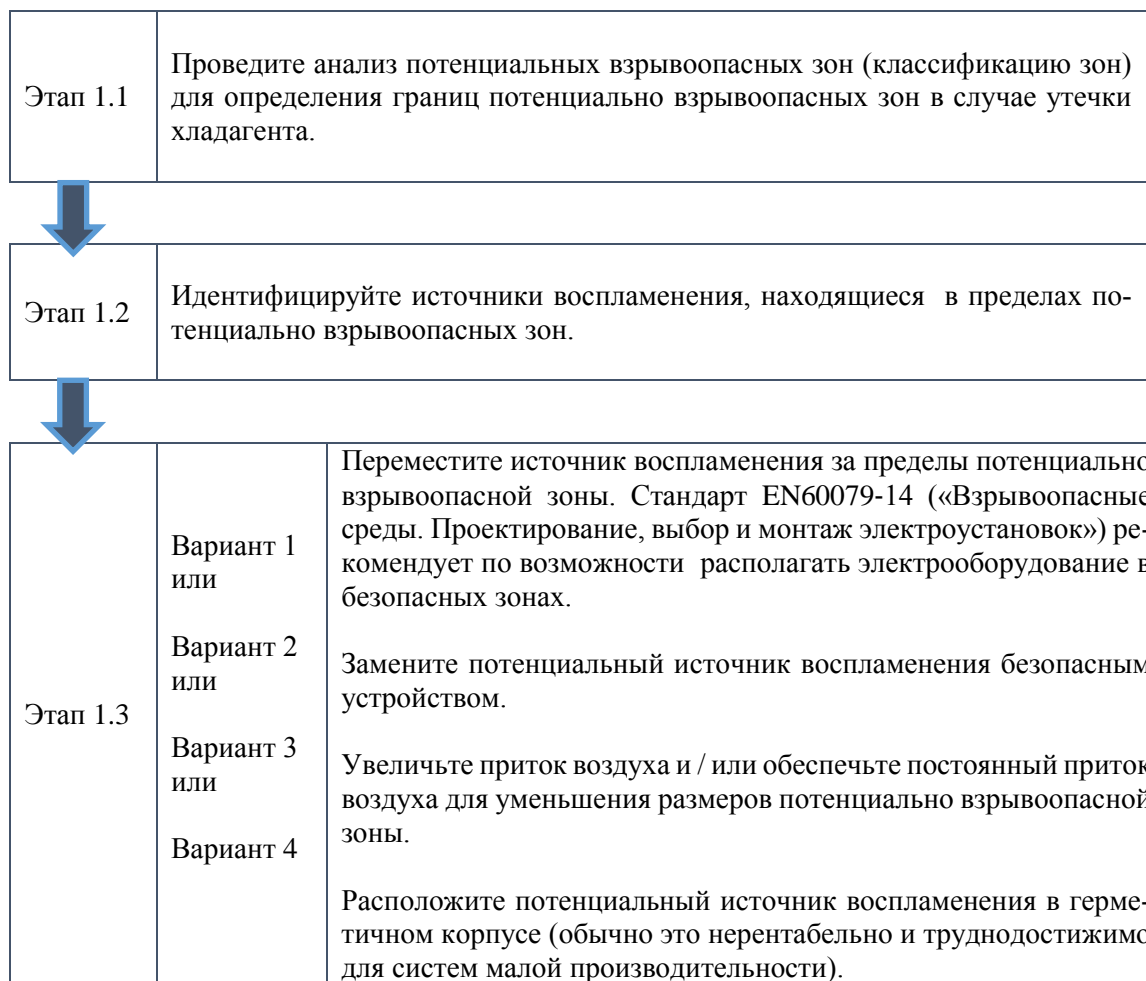 Этап 1.1
Проведите анализ потенциальных взрывоопасных зон (классификацию зон)
для определения границ потенциально взрывоопасных зон в случае утечки
хладагента.
Этап 1.2
Идентифицируйте источники воспламенения, находящиеся в пределах по-
тенциально взрывоопасных зон.
Этап 1.3
Вариант 1
или
Вариант 2
или
Вариант 3
или
Вариант 4
Переместите источник воспламенения за пределы потенциально
взрывоопасной зоны. Стандарт EN60079-14 («Взрывоопасные
среды. Проектирование, выбор и монтаж электроустановок») ре-
комендует по возможности располагать электрооборудование в
безопасных зонах.
Замените потенциальный источник воспламенения безопасным
устройством.
Увеличьте приток воздуха и / или обеспечьте постоянный приток
воздуха для уменьшения размеров потенциально взрывоопасной
зоны.
Расположите потенциальный источник воспламенения в герме-
тичном корпусе (обычно это нерентабельно и труднодостижимо
для систем малой производительности).